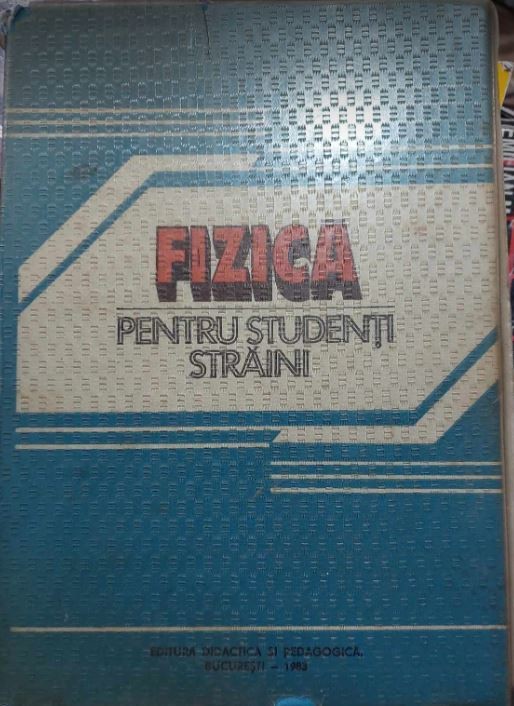 FIZICĂ
PENTRU STUDENȚI
STRĂINI
EDITURA DIDACTICĂ ȘI PEDAGOGICĂ,
BUCUREȘTI – 1983